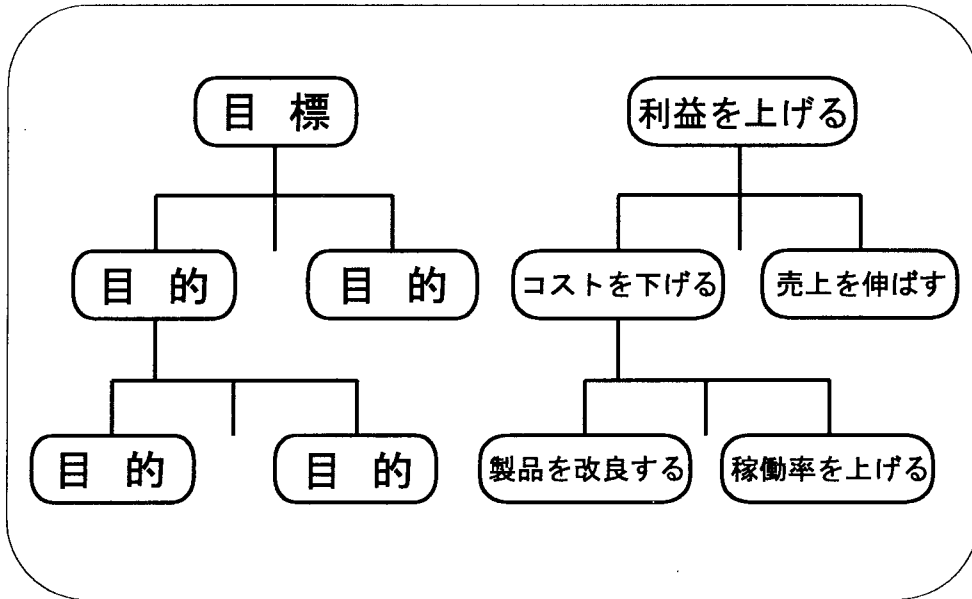 目標
目的
目的
目的
目的
利益を上げる
コストを下げる
売上を伸ばす
製品を改良する
稼働率を上げる